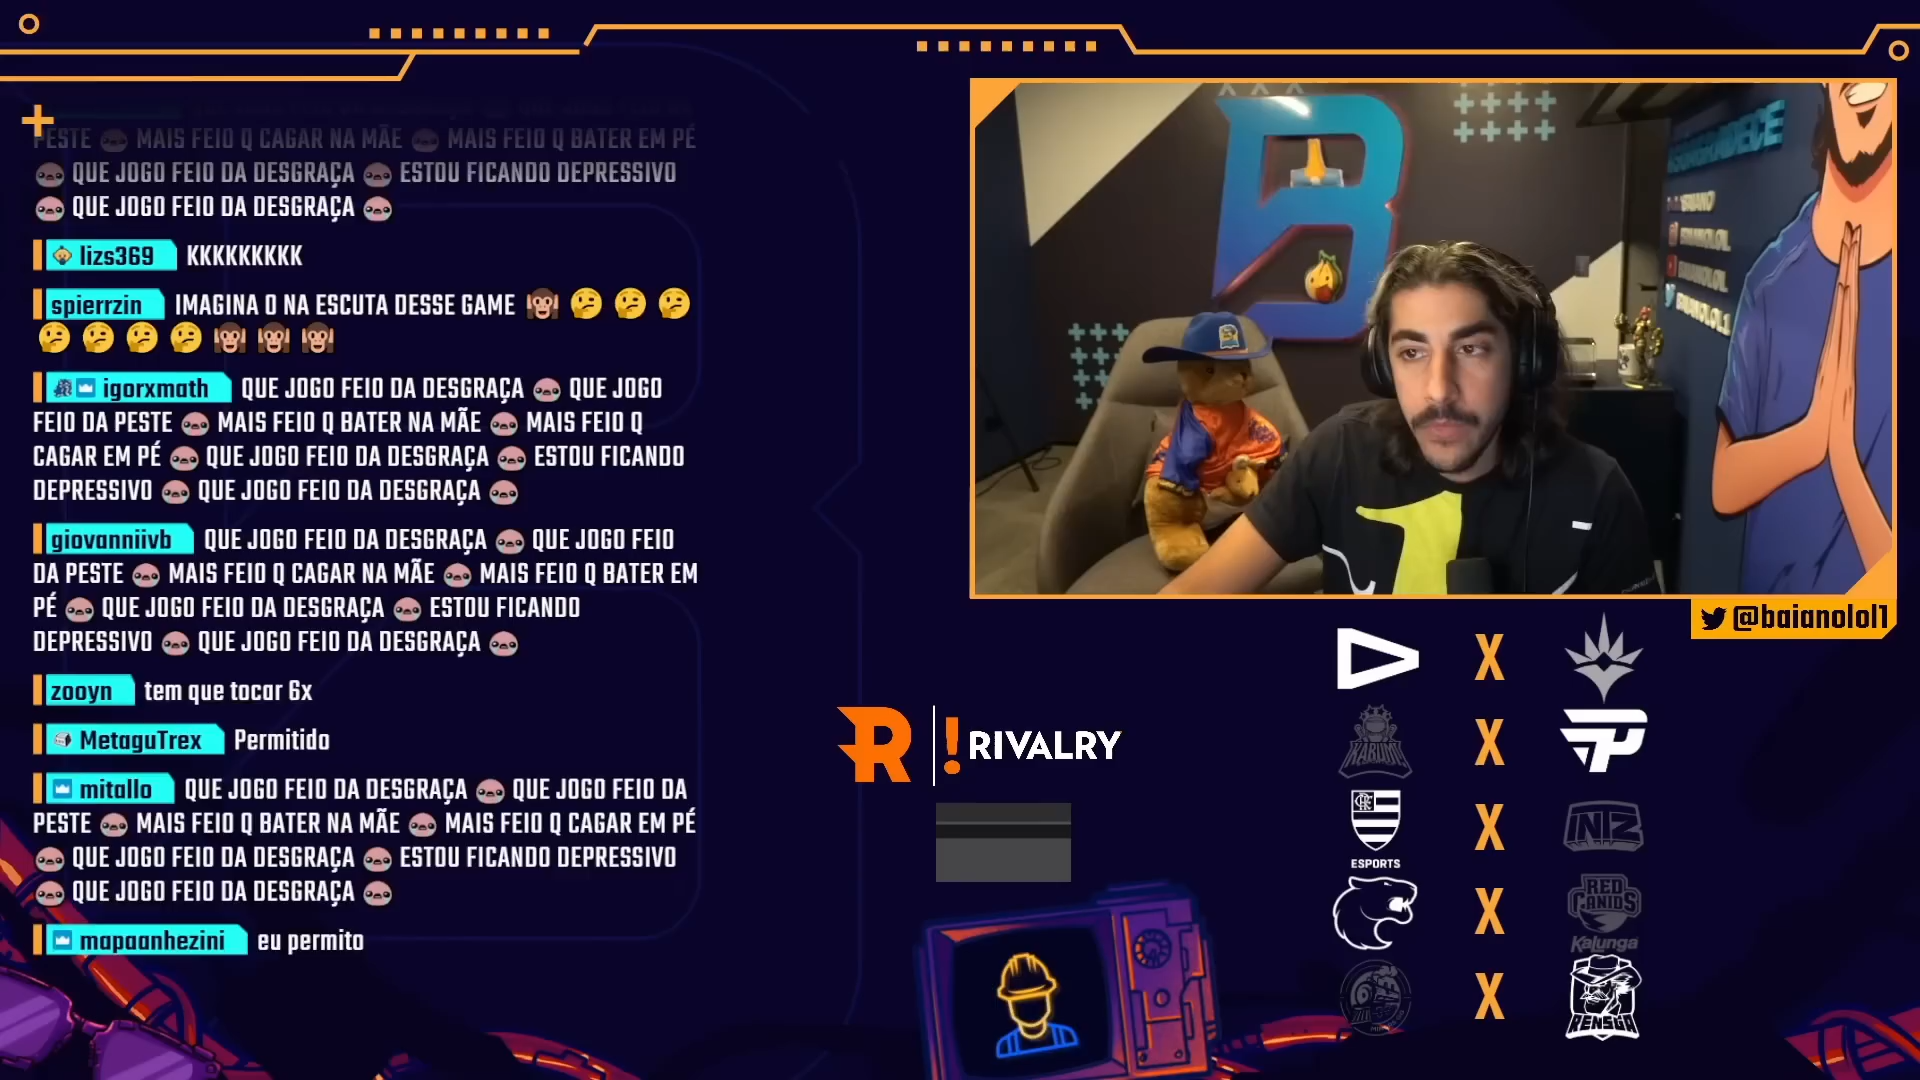 PESTE MAIS FEIO Q CAGAR NA MÃE MAIS FEIO Q BATER EM PÉ
QUE JOGO FEIO DA DESGRAÇA ESTOU FICANDO DEPRESSIVO
QUE JOGO FEIO DA DESGRAÇA
lizs369 KKKKKKKKK
spierrzin IMAGINA O NA ESCUTA DESSE GAME 🙉 🤔 🤔 🤔
🤔 🤔 🤔 🤔 🙉 🙉 🙉
igorxmath QUE JOGO FEIO DA DESGRAÇA QUE JOGO
FEIO DA PESTE MAIS FEIO Q BATER NA MÃE MAIS FEIO Q
CAGAR EM PÉ QUE JOGO FEIO DA DESGRAÇA ESTOU FICANDO
DEPRESSIVO QUE JOGO FEIO DA DESGRAÇA
giovanniivb QUE JOGO FEIO DA DESGRAÇA QUE JOGO FEIO
DA PESTE MAIS FEIO Q CAGAR NA MÃE MAIS FEIO Q BATER EM
PÉ QUE JOGO FEIO DA DESGRAÇA ESTOU FICANDO
DEPRESSIVO QUE JOGO FEIO DA DESGRAÇA
zooyn tem que tocar 6x
MetaguTrex Permitido
mitallo QUE JOGO FEIO DA DESGRAÇA QUE JOGO FEIO DA
PESTE MAIS FEIO Q BATER NA MÃE MAIS FEIO Q CAGAR EM PÉ
QUE JOGO FEIO DA DESGRAÇA ESTOU FICANDO DEPRESSIVO
QUE JOGO FEIO DA DESGRAÇA
mapaanhezini eu permito
B
BAIANOLOL
BAIANOLOL
BAIANOLOL1
@baianolol1
R !RIVALRY
X
KABUM! X
ESPORTS X INTZ
X RED CANIDS Kalunga
X RENSGA